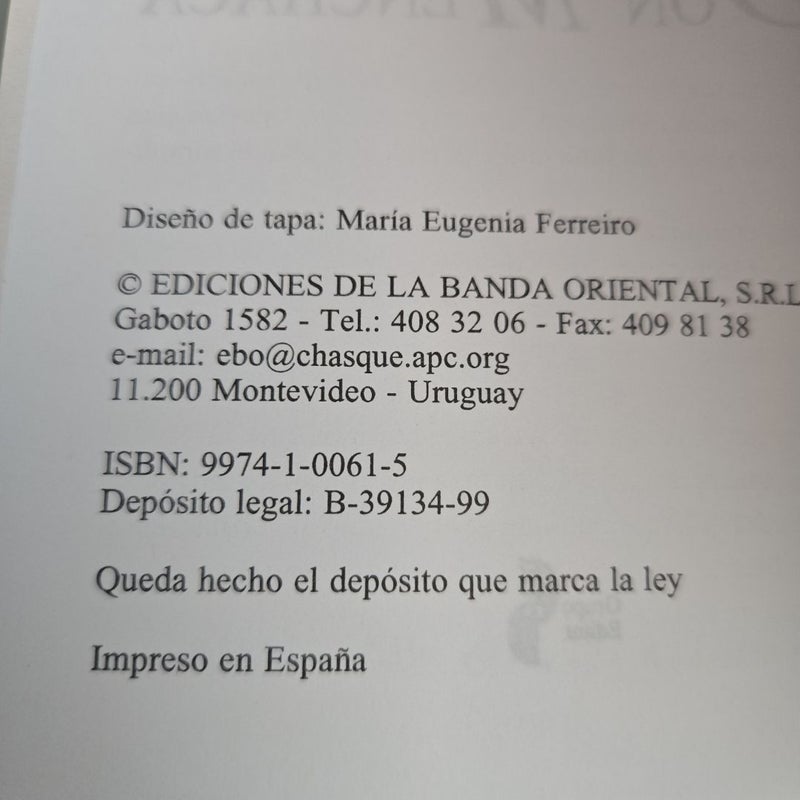 Diseño de tapa: María Eugenia Ferreiro
© EDICIONES DE LA BANDA ORIENTAL, S.R.L
Gaboto 1582 - Tel.: 408 32 06 - Fax: 409 81 38
e-mail: ebo@chasque.apc.org
11.200 Montevideo - Uruguay
ISBN: 9974-1-0061-5
Depósito legal: B-39134-99
Queda hecho el depósito que marca la ley
Impreso en España